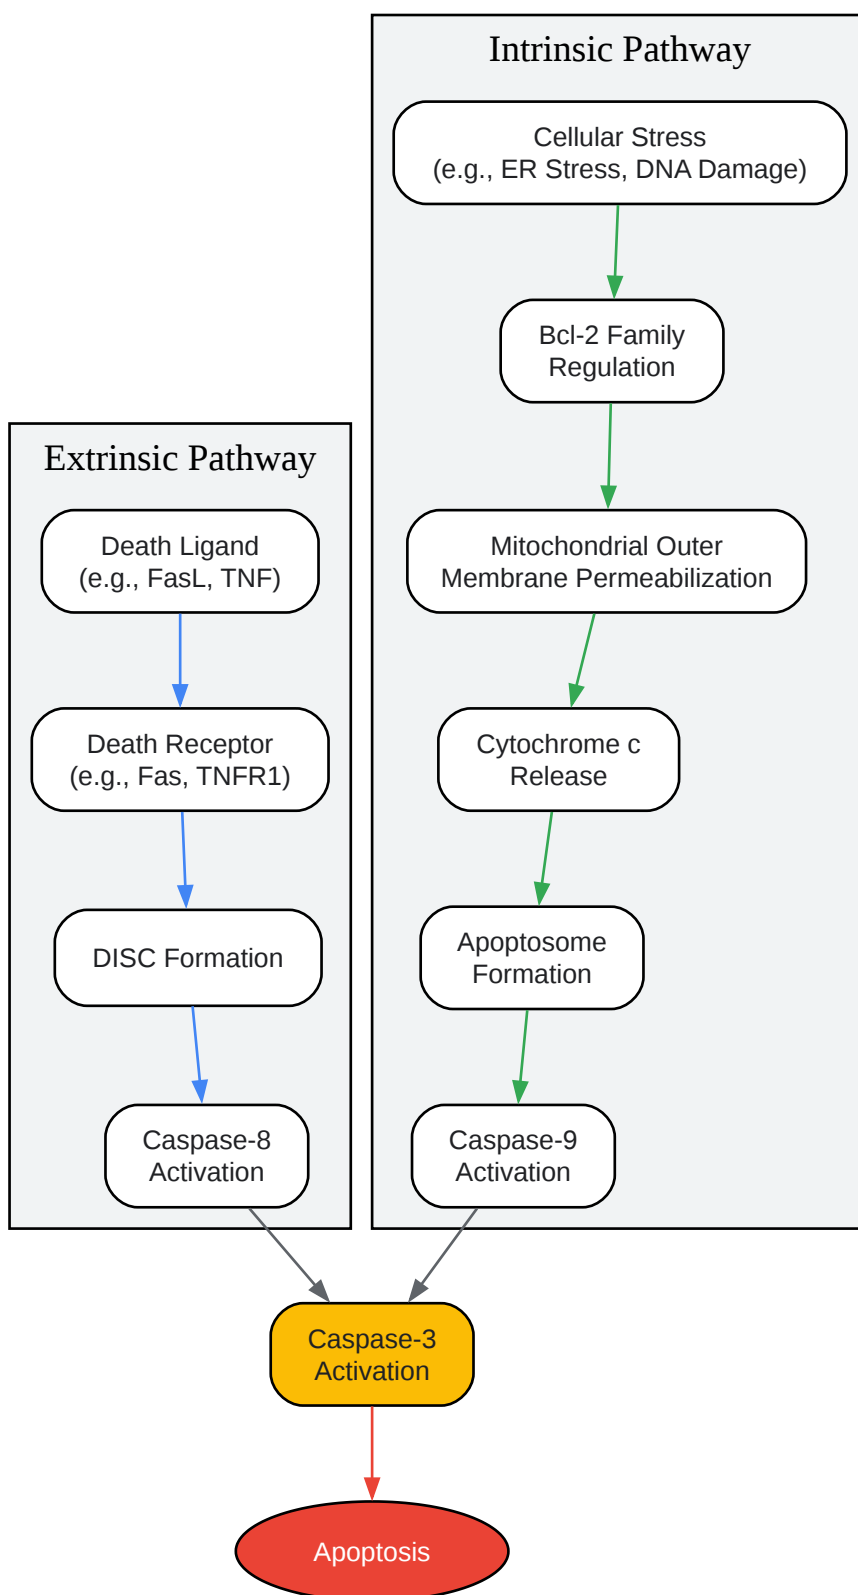 Intrinsic Pathway
Cellular Stress
(e.g., ER Stress, DNA Damage)
Bcl-2 Family
Regulation
Mitochondrial Outer
Membrane Permeabilization
Cytochrome c
Release
Apoptosome
Formation
Caspase-9
Activation
Extrinsic Pathway
Death Ligand
(e.g., FasL, TNF)
Death Receptor
(e.g., Fas, TNFR1)
DISC Formation
Caspase-8
Activation
Caspase-3
Activation
Apoptosis